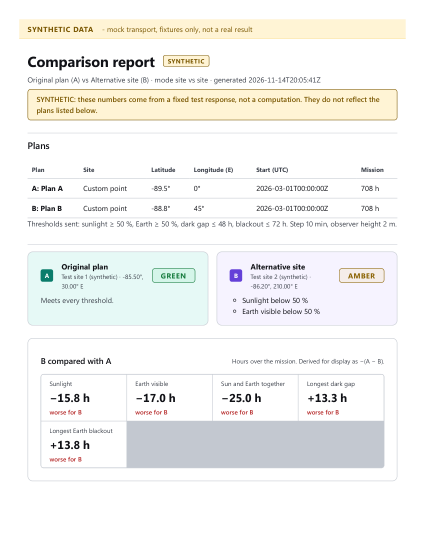 SYNTHETIC DATA - mock transport, fixtures only, not a real result
Comparison report SYNTHETIC
Original plan (A) vs Alternative site (B) · mode site vs site · generated 2026-11-14T20:05:41Z
SYNTHETIC: these numbers come from a fixed test response, not a computation. They do not reflect the
plans listed below.
Plans
Plan Site Latitude Longitude (E) Start (UTC) Mission
A: Plan A Custom point -89.5° 0° 2026-03-01T00:00:00Z 708 h
B: Plan B Custom point -88.8° 45° 2026-03-01T00:00:00Z 708 h
Thresholds sent: sunlight ≥ 50 %, Earth ≥ 50 %, dark gap ≤ 48 h, blackout ≤ 72 h. Step 10 min, observer height 2 m.
A Original plan
Test site 1 (synthetic) · -85.50°,
30.00° E
GREEN
Meets every threshold.
B Alternative site
Test site 2 (synthetic) ·
-86.20°, 210.00° E
AMBER
Sunlight below 50 %
Earth visible below 50 %
B compared with A Hours over the mission. Derived for display as −(A − B).
Sunlight Earth visible Sun and Earth together Longest dark gap
−15.8 h −17.0 h −25.0 h +13.3 h
worse for B worse for B worse for B worse for B
Longest Earth blackout
+13.8 h
worse for B